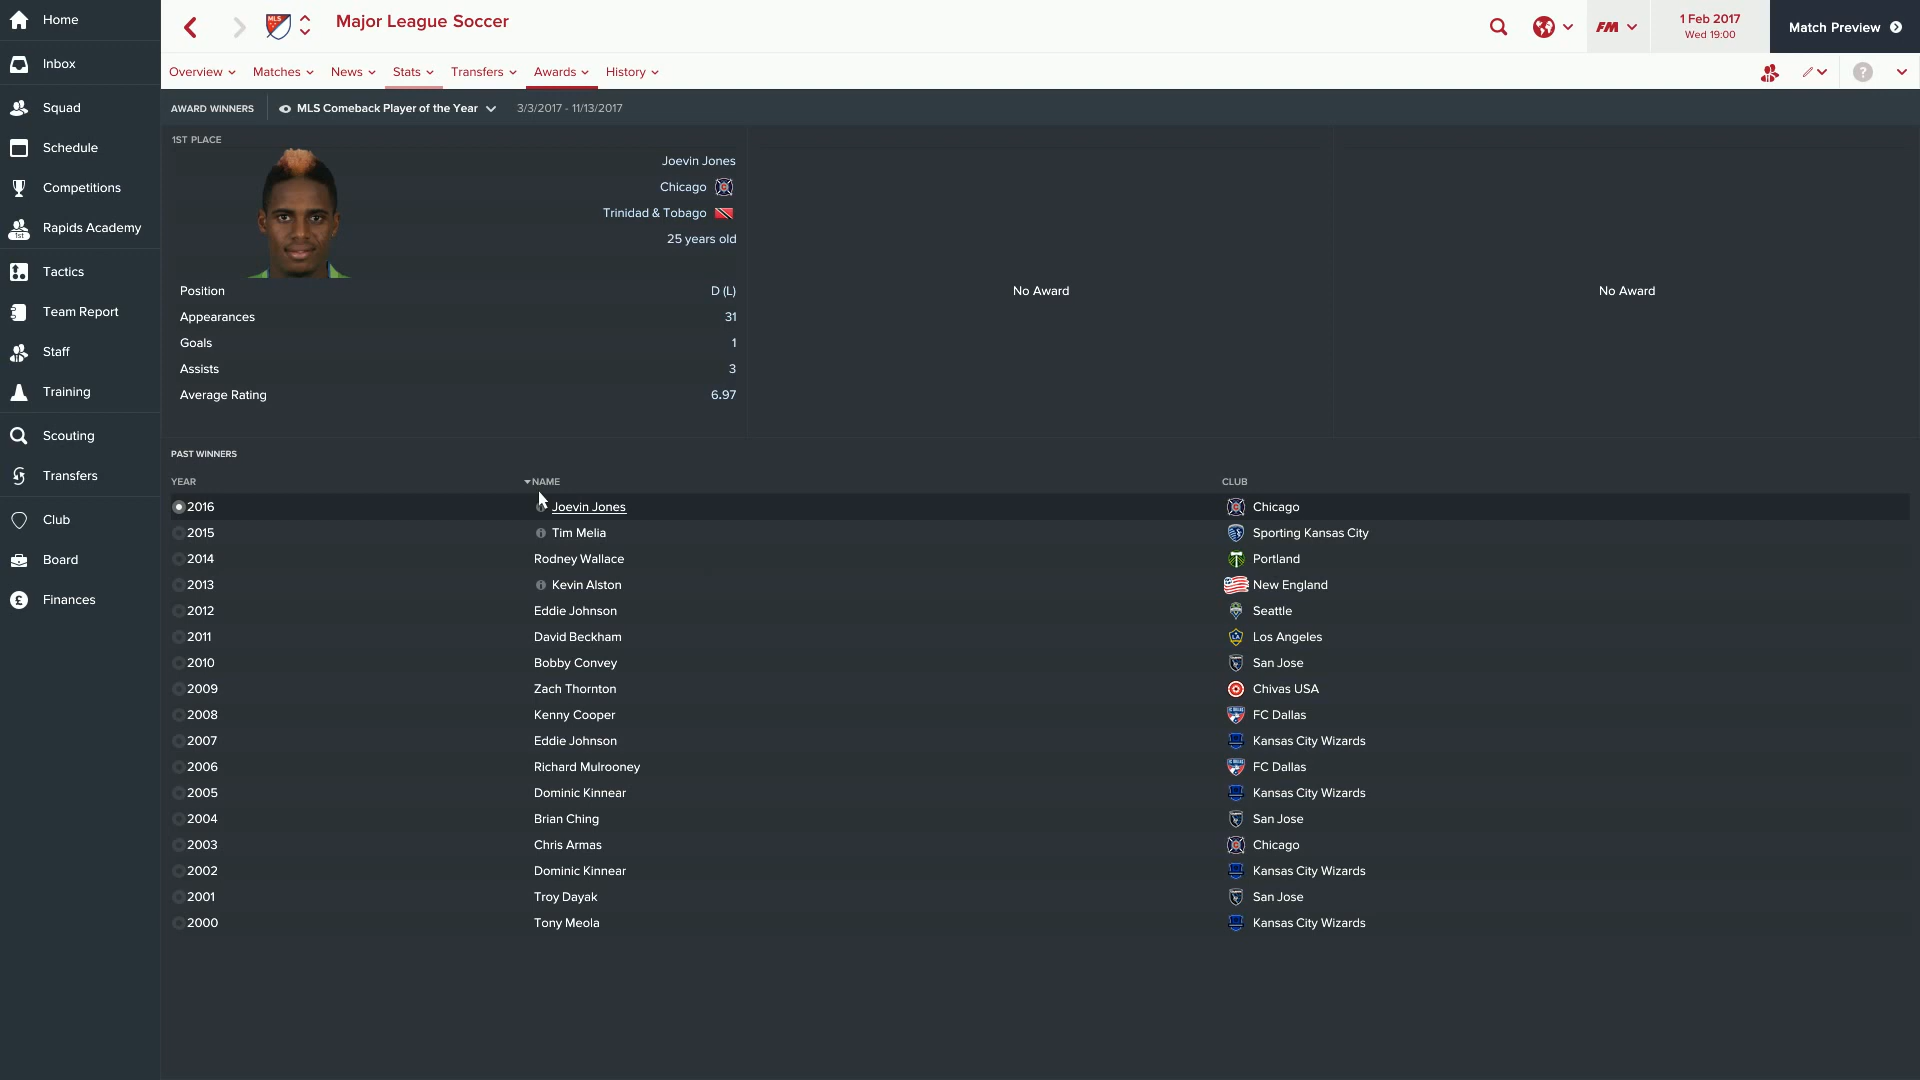 Home
Inbox
Squad
Schedule
Competitions
Rapids Academy
1st
Tactics
Team Report
Staff
Training
Scouting
Transfers
Club
Board
£ Finances
MLS
Major League Soccer
FM
1 Feb 2017
Wed 19:00
Match Preview
Overview Matches News Stats Transfers Awards History
?
AWARD WINNERS MLS Comeback Player of the Year 3/3/2017 - 11/13/2017
1ST PLACE
Joevin Jones
Chicago
Trinidad & Tobago
25 years old
Position D (L)
Appearances 31
Goals 1
Assists 3
Average Rating 6.97
No Award
No Award
PAST WINNERS
YEAR NAME CLUB
2016 Joevin Jones Chicago
2015 Tim Melia Sporting Kansas City
2014 Rodney Wallace Portland
2013 Kevin Alston New England
2012 Eddie Johnson Seattle
2011 David Beckham Los Angeles
2010 Bobby Convey San Jose
2009 Zach Thornton Chivas USA
2008 Kenny Cooper FC Dallas
2007 Eddie Johnson Kansas City Wizards
2006 Richard Mulrooney FC Dallas
2005 Dominic Kinnear Kansas City Wizards
2004 Brian Ching San Jose
2003 Chris Armas Chicago
2002 Dominic Kinnear Kansas City Wizards
2001 Troy Dayak San Jose
2000 Tony Meola Kansas City Wizards